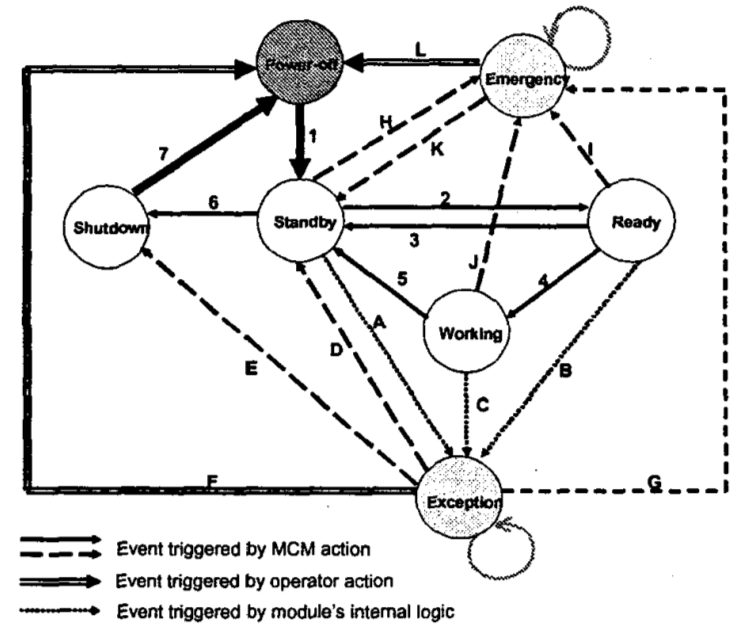 L
Power-off
Emergency
H
1
K
7
I
2
6
Shutdown
Standby
Ready
3
J
5
4
Working
A
D
E
B
C
F
G
Exception
Event triggered by MCM action
Event triggered by operator action
Event triggered by module's internal logic